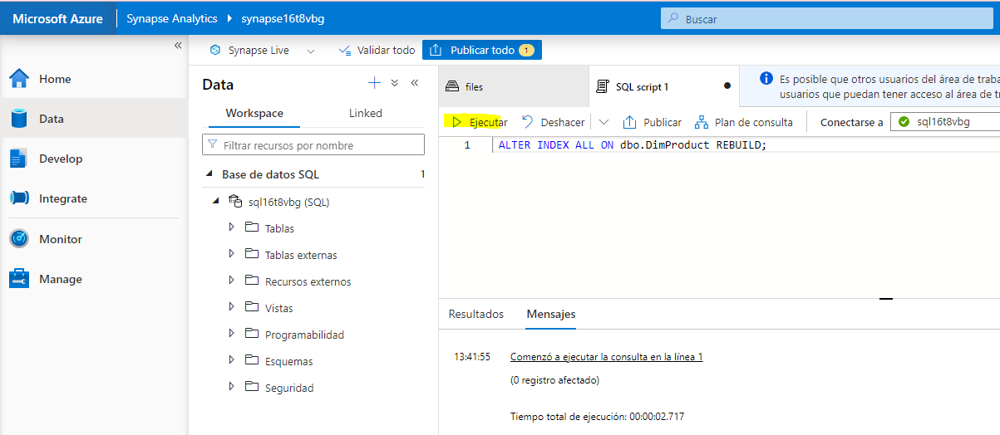 Microsoft Azure Synapse Analytics synapse16t8vbg Buscar
«
Home
Data
Develop
Integrate
Monitor
Manage
Synapse Live Validar todo Publicar todo 1
Data
Workspace Linked
Filtrar recursos por nombre
Base de datos SQL 1
sql16t8vbg (SQL)
Tablas
Tablas externas
Recursos externos
Vistas
Programabilidad
Esquemas
Seguridad
files SQL script 1
Es posible que otros usuarios del área de traba
usuarios que puedan tener acceso al área de t
Ejecutar Deshacer Publicar Plan de consulta Conectarse a sql16t8vbg
1 ALTER INDEX ALL ON dbo.DimProduct REBUILD;
Resultados Mensajes
13:41:55 Comenzó a ejecutar la consulta en la línea 1
(0 registro afectado)
Tiempo total de ejecución: 00:00:02.717